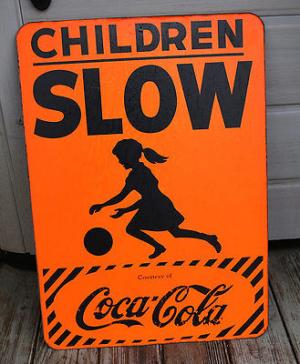 CHILDREN
SLOW
Courtesy of
Coca-Cola